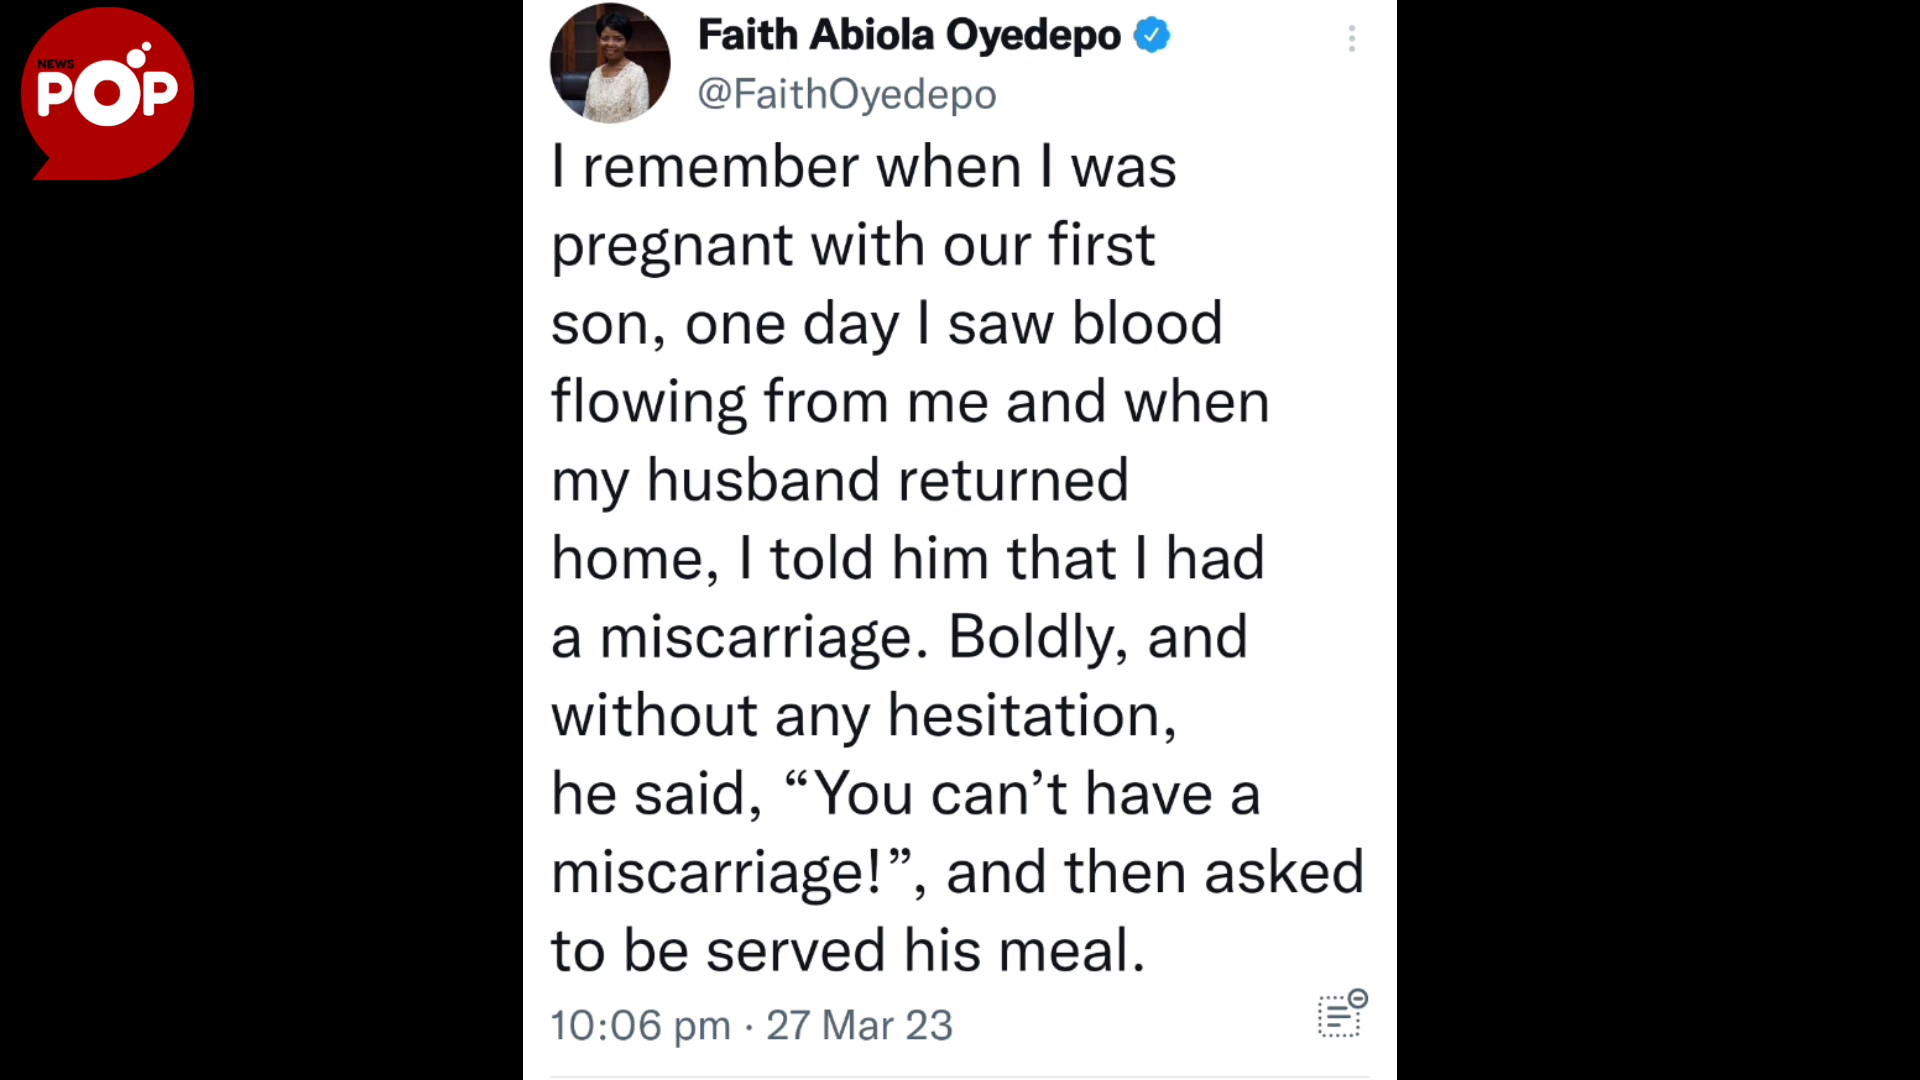 NEWS
POP
Faith Abiola Oyedepo
@FaithOyedepo
I remember when I was
pregnant with our first
son, one day I saw blood
flowing from me and when
my husband returned
home, I told him that I had
a miscarriage. Boldly, and
without any hesitation,
he said, “You can’t have a
miscarriage!”, and then asked
to be served his meal.
10:06 pm · 27 Mar 23